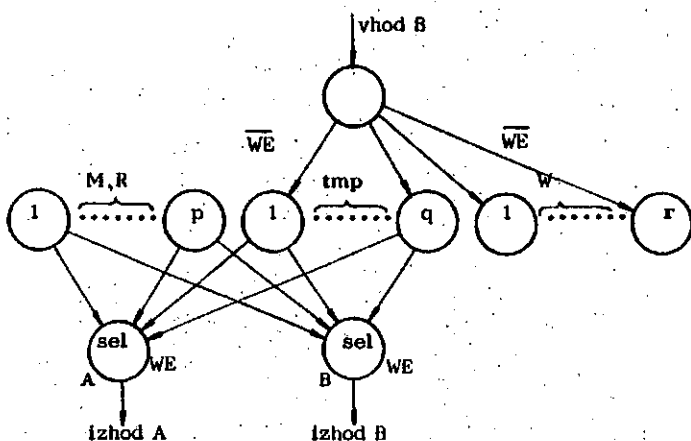 vhod B
WE
WE
M,R
tmp
W
1 p 1 q 1 r
sel sel
A WE B WE
izhod A izhod B